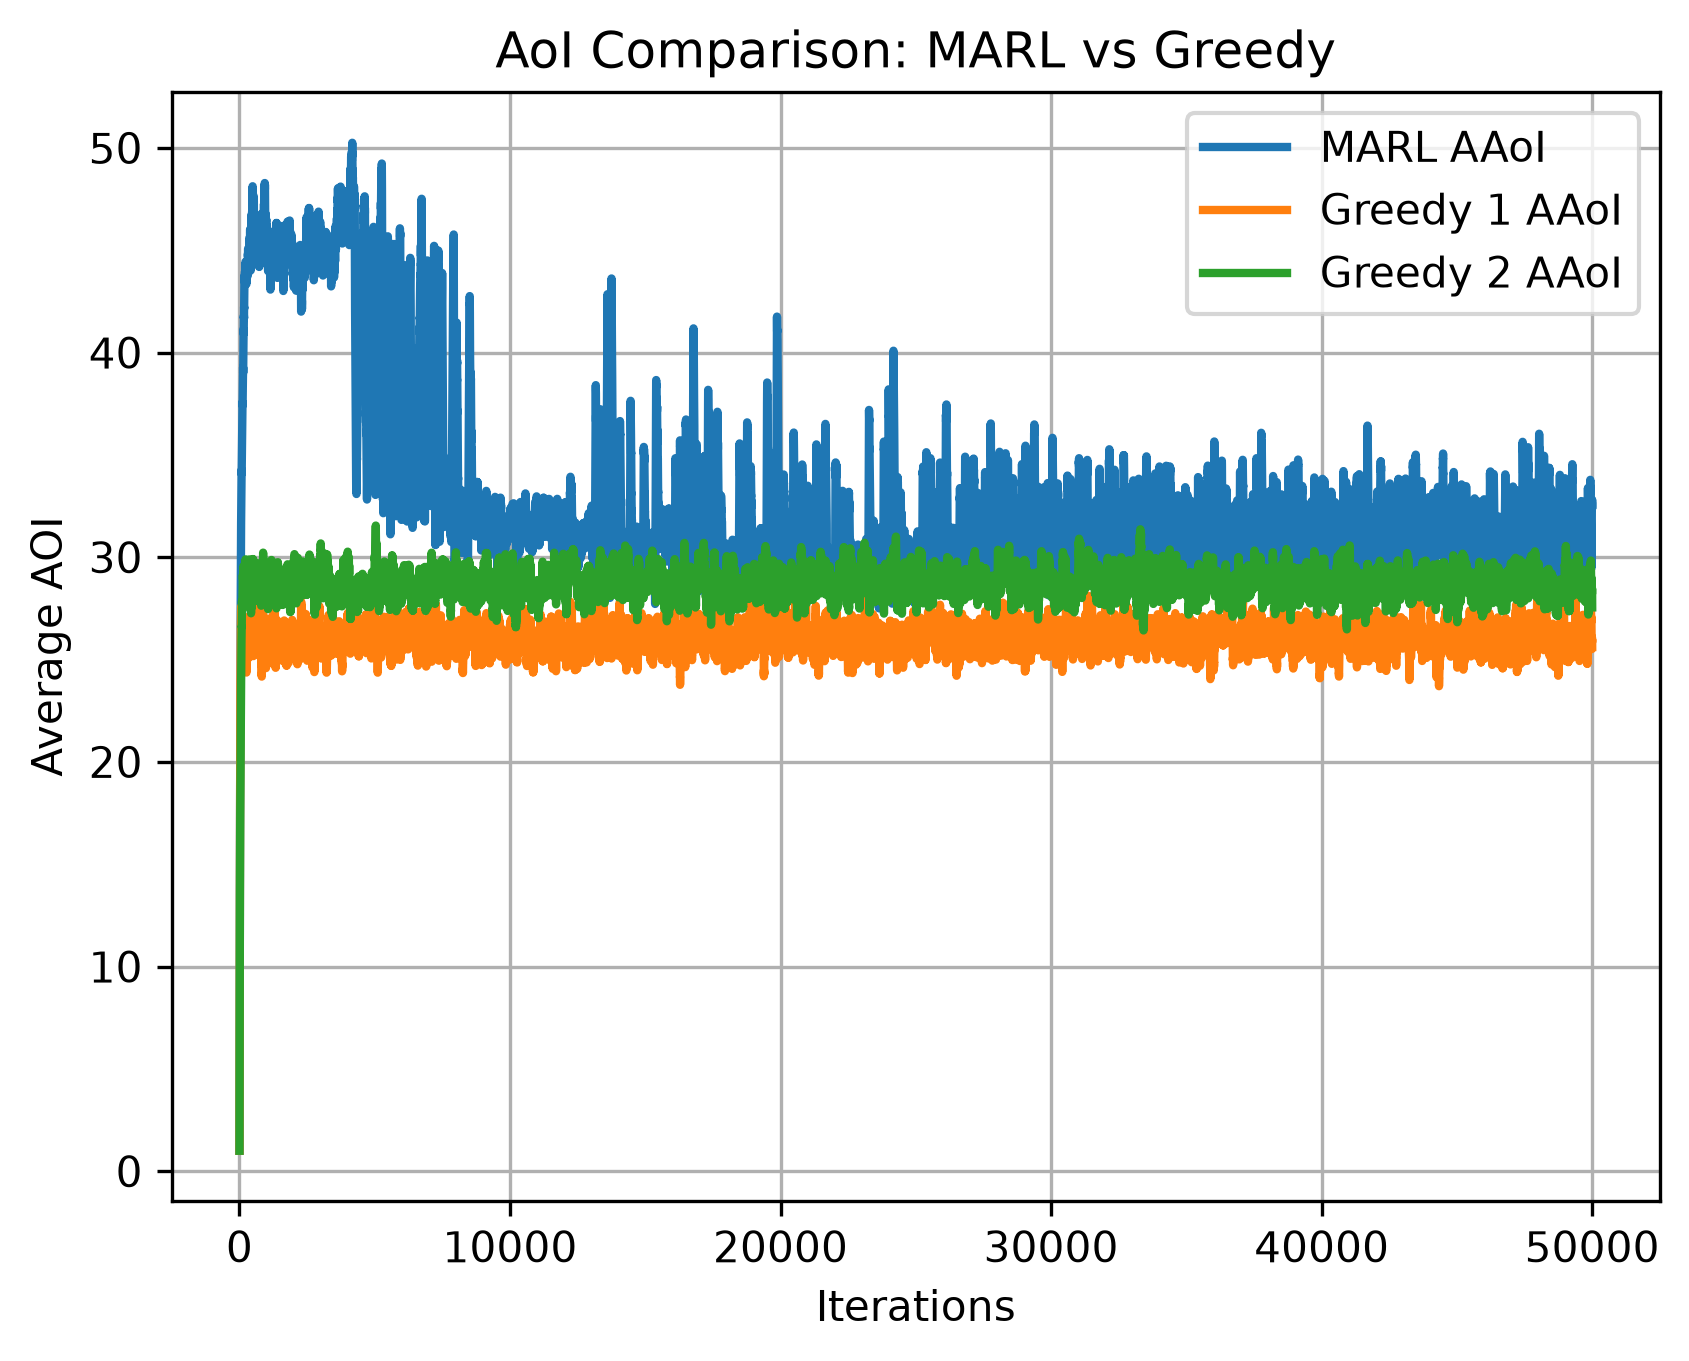 AoI Comparison: MARL vs Greedy
MARL AAoI
Greedy 1 AAoI
Greedy 2 AAoI
50
40
30
20
10
0
Average AOI
0 10000 20000 30000 40000 50000
Iterations